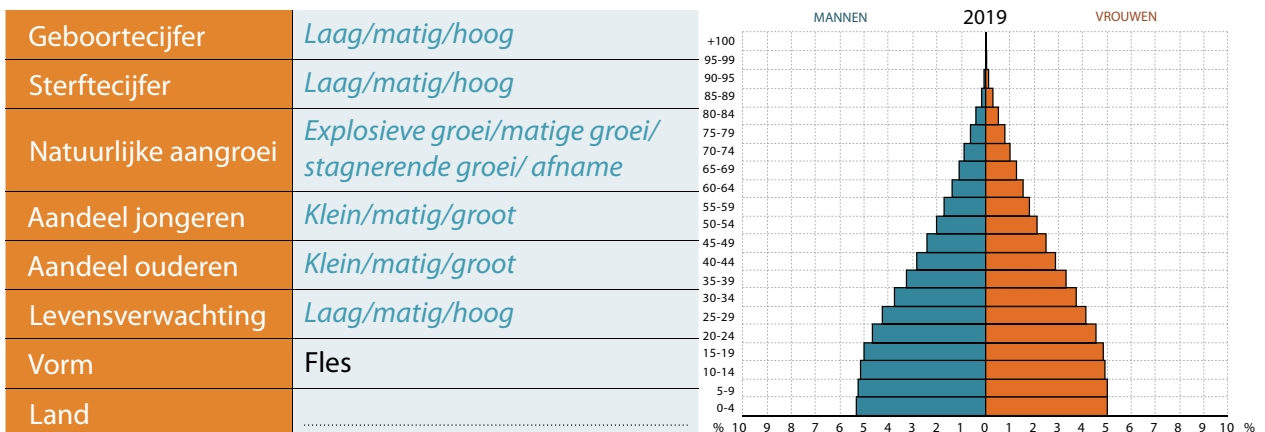 Geboortecijfer Laag/matig/hoog
Sterftecijfer Laag/matig/hoog
Natuurlijke aangroei Explosieve groei/matige groei/
stagnerende groei/ afname
Aandeel jongeren Klein/matig/groot
Aandeel ouderen Klein/matig/groot
Levensverwachting Laag/matig/hoog
Vorm Fles
Land
MANNEN 2019 VROUWEN
+100
95-99
90-95
85-89
80-84
75-79
70-74
65-69
60-64
55-59
50-54
45-49
40-44
35-39
30-34
25-29
20-24
15-19
10-14
5-9
0-4
% 10 9 8 7 6 5 4 3 2 1 0 1 2 3 4 5 6 7 8 9 10 %